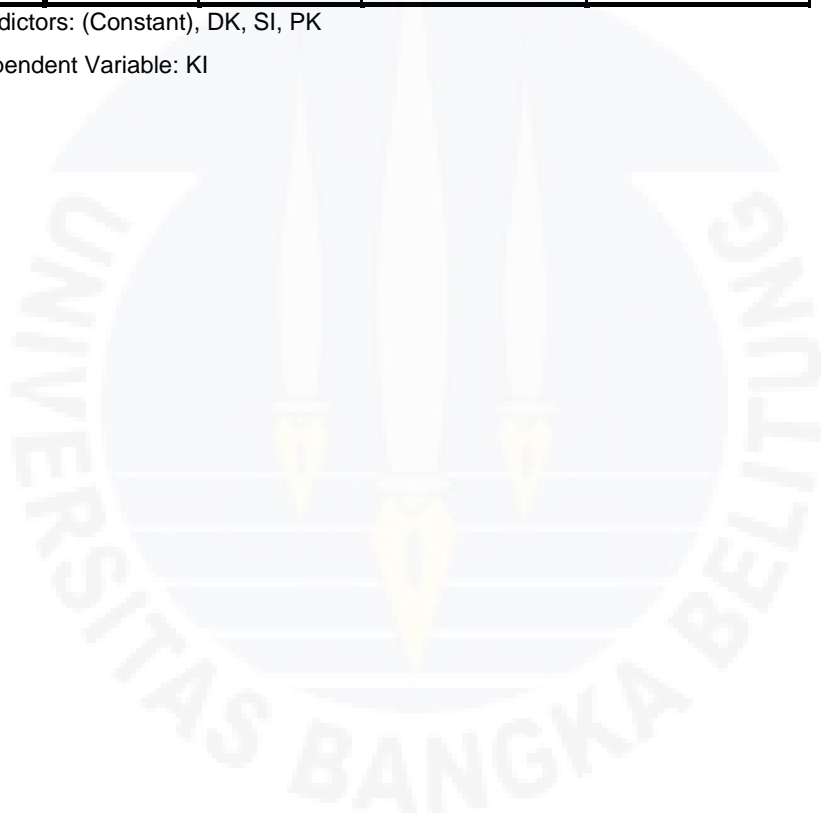 dictors: (Constant), DK, SI, PK
pendent Variable: KI
UNIVERSITAS BANGKA BELITUNG